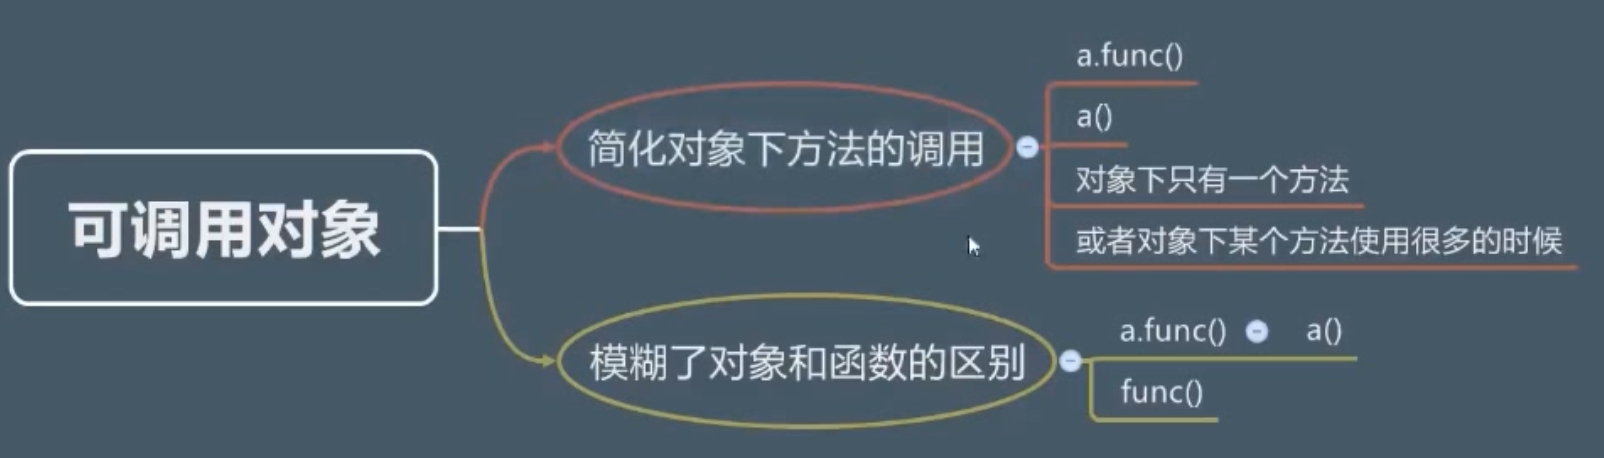 可调用对象
简化对象下方法的调用
a.func()
a()
对象下只有一个方法
或者对象下某个方法使用很多的时候
模糊了对象和函数的区别
a.func() a()
func()